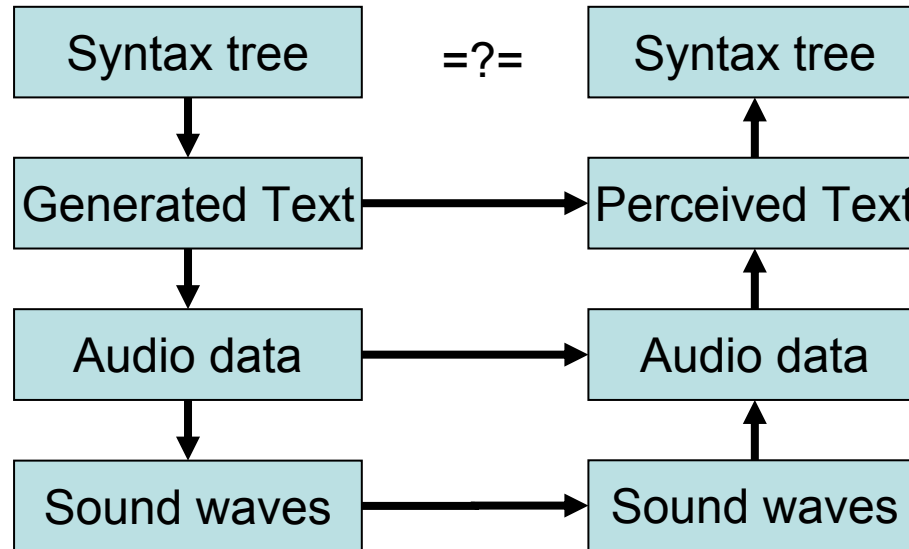 Syntax tree =?= Syntax tree
Generated Text Perceived Text
Audio data Audio data
Sound waves Sound waves